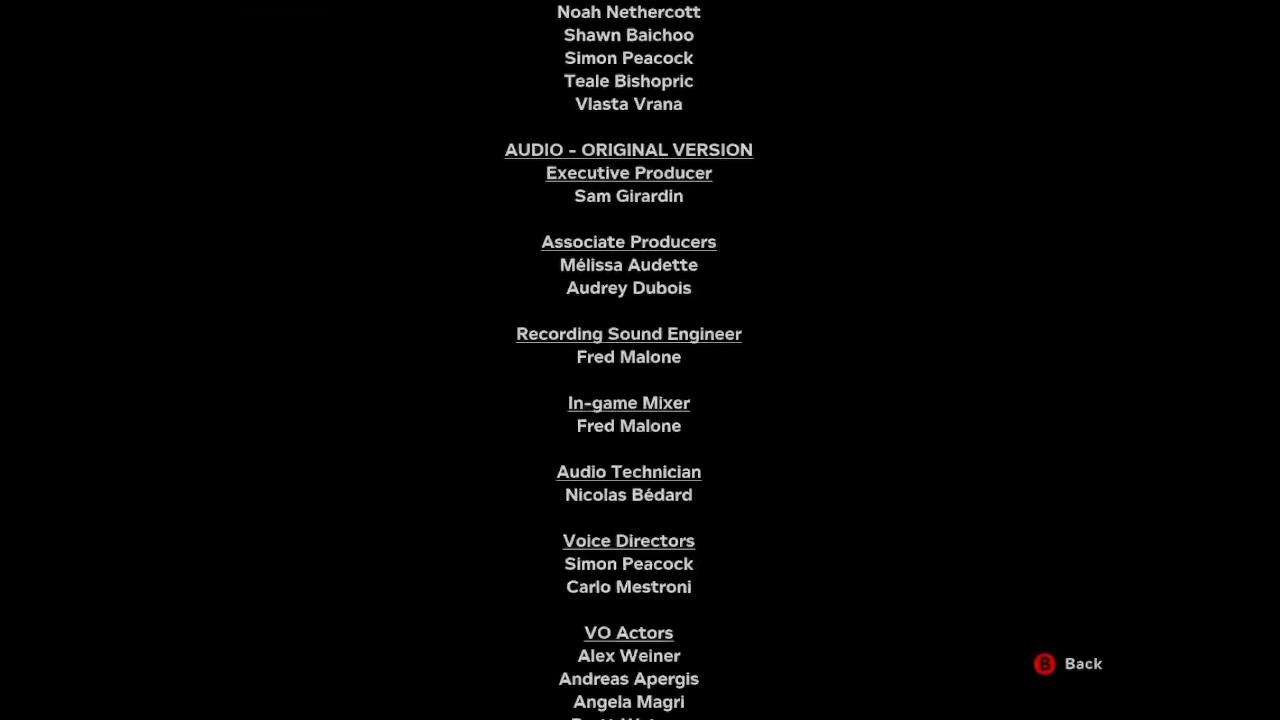 Noah Nethercott
Shawn Baichoo
Simon Peacock
Teale Bishopric
Vlasta Vrana
AUDIO - ORIGINAL VERSION
Executive Producer
Sam Girardin
Associate Producers
Mélissa Audette
Audrey Dubois
Recording Sound Engineer
Fred Malone
In-game Mixer
Fred Malone
Audio Technician
Nicolas Bédard
Voice Directors
Simon Peacock
Carlo Mestroni
VO Actors
Alex Weiner
Andreas Apergis
Angela Magri
B Back